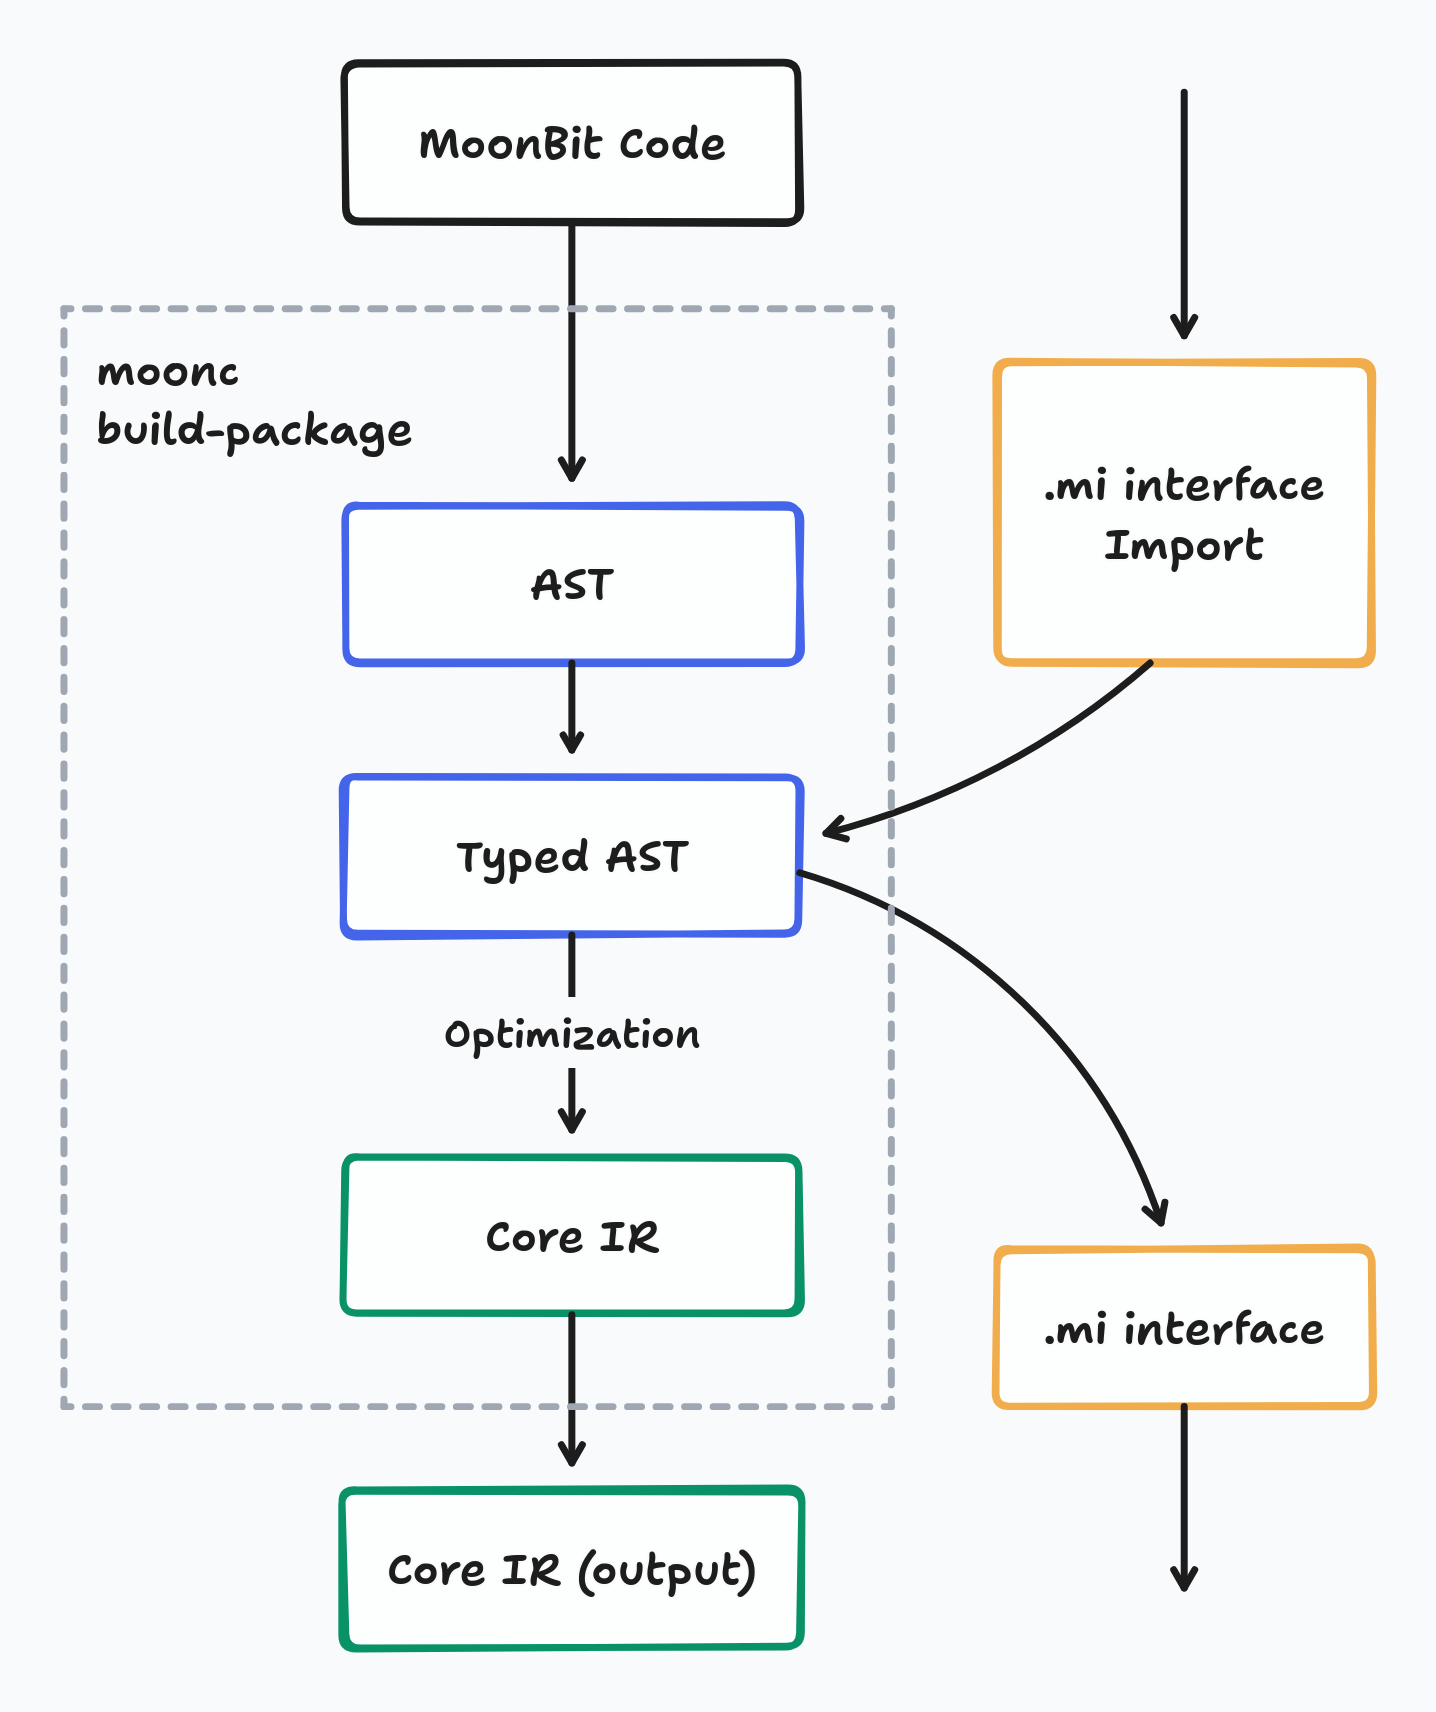 MoonBit Code
moonc
build-package
AST
.mi interface
Import
Typed AST
Optimization
Core IR
.mi interface
Core IR (output)